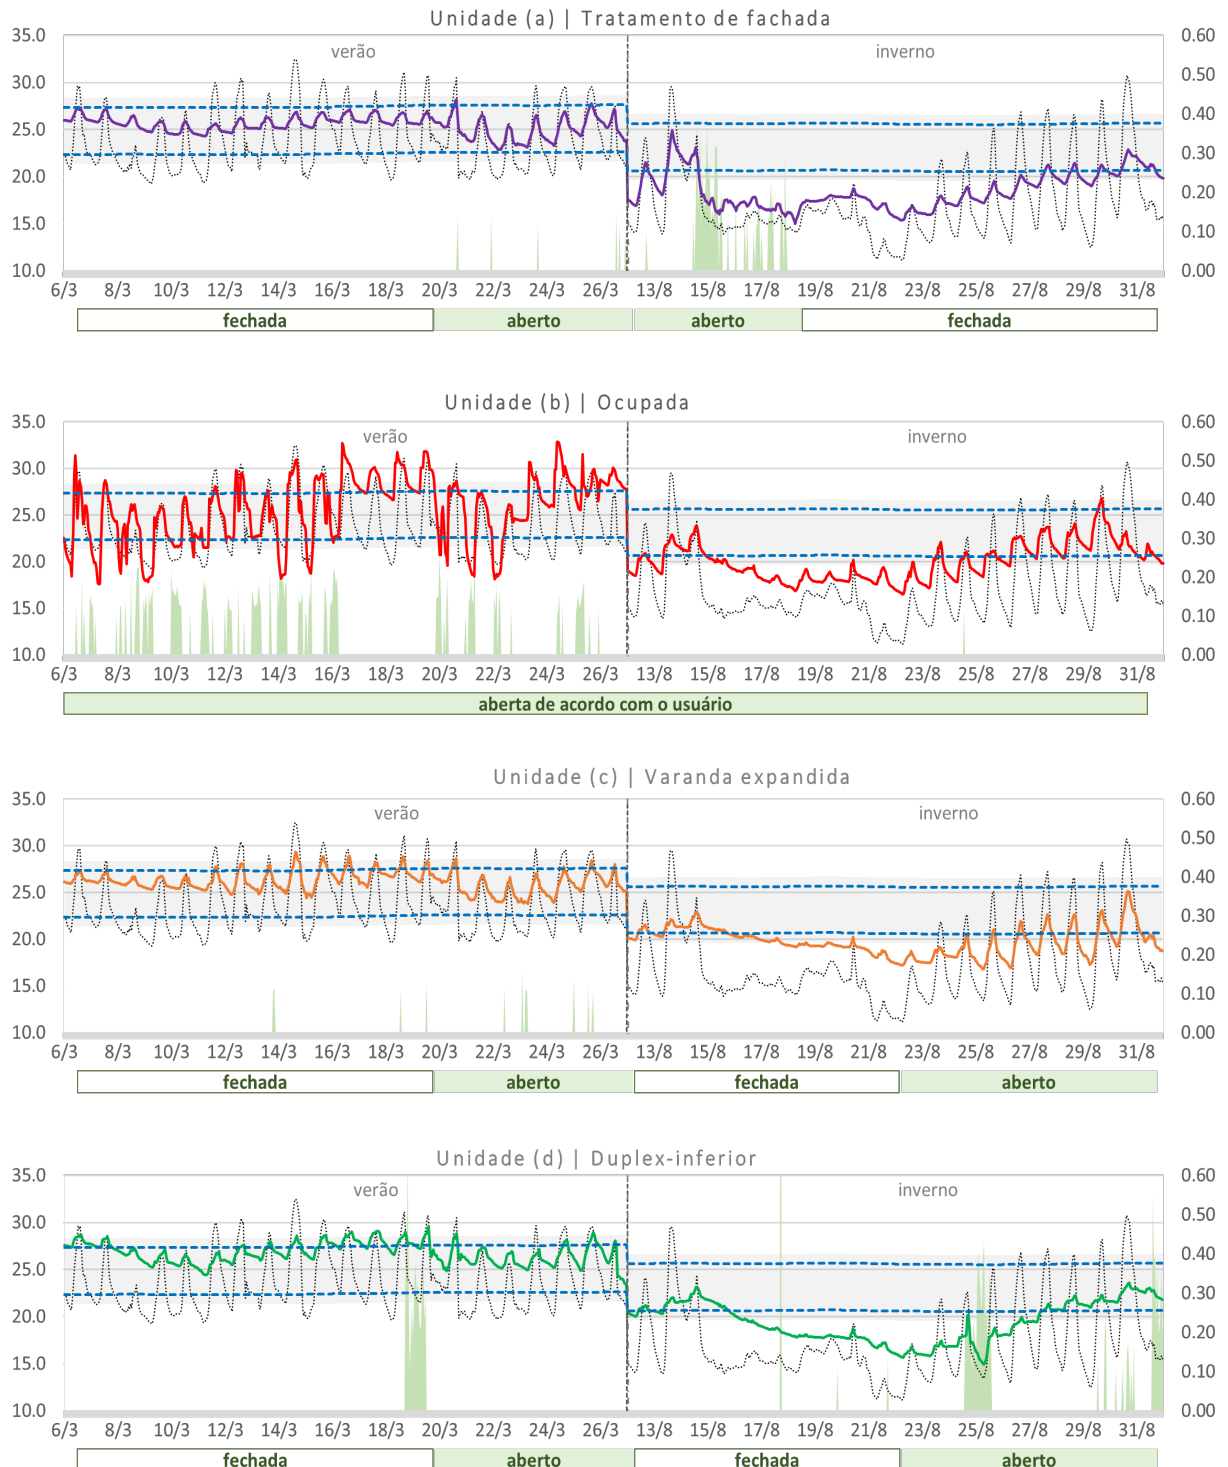 Unidade (a) | Tratamento de fachada
35.0 0.60
verão inverno
30.0 0.50
25.0 0.40
20.0 0.30
0.20
15.0 0.10
10.0 0.00
6/3 8/3 10/3 12/3 14/3 16/3 18/3 20/3 22/3 24/3 26/3 13/8 15/8 17/8 19/8 21/8 23/8 25/8 27/8 29/8 31/8
fechada aberto aberto fechada
Unidade (b) | Ocupada
35.0 0.60
verão inverno
30.0 0.50
25.0 0.40
20.0 0.30
0.20
15.0 0.10
10.0 0.00
6/3 8/3 10/3 12/3 14/3 16/3 18/3 20/3 22/3 24/3 26/3 13/8 15/8 17/8 19/8 21/8 23/8 25/8 27/8 29/8 31/8
aberta de acordo com o usuário
Unidade (c) | Varanda expandida
35.0 0.60
verão inverno
30.0 0.50
25.0 0.40
20.0 0.30
0.20
15.0 0.10
10.0 0.00
6/3 8/3 10/3 12/3 14/3 16/3 18/3 20/3 22/3 24/3 26/3 13/8 15/8 17/8 19/8 21/8 23/8 25/8 27/8 29/8 31/8
fechada aberto fechada aberto
Unidade (d) | Duplex-inferior
35.0 0.60
verão inverno
30.0 0.50
25.0 0.40
20.0 0.30
0.20
15.0 0.10
10.0 0.00
6/3 8/3 10/3 12/3 14/3 16/3 18/3 20/3 22/3 24/3 26/3 13/8 15/8 17/8 19/8 21/8 23/8 25/8 27/8 29/8 31/8
fechada aberto fechada aberto